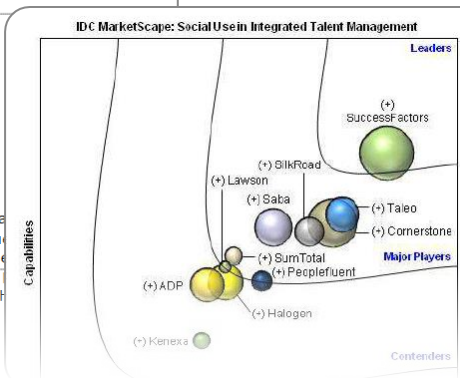 IDC MarketScape: Social Use in Integrated Talent Management
Leaders
(+)
SuccessFactors
(+) SilkRoad
(+) Lawson
(+) Saba
(+) Taleo
(+) Cornerstone
(+) SumTotal
Major Players
(+) Peoplefluent
(+) ADP
(+) Halogen
(+) Kenexa
Contenders
Capabilities